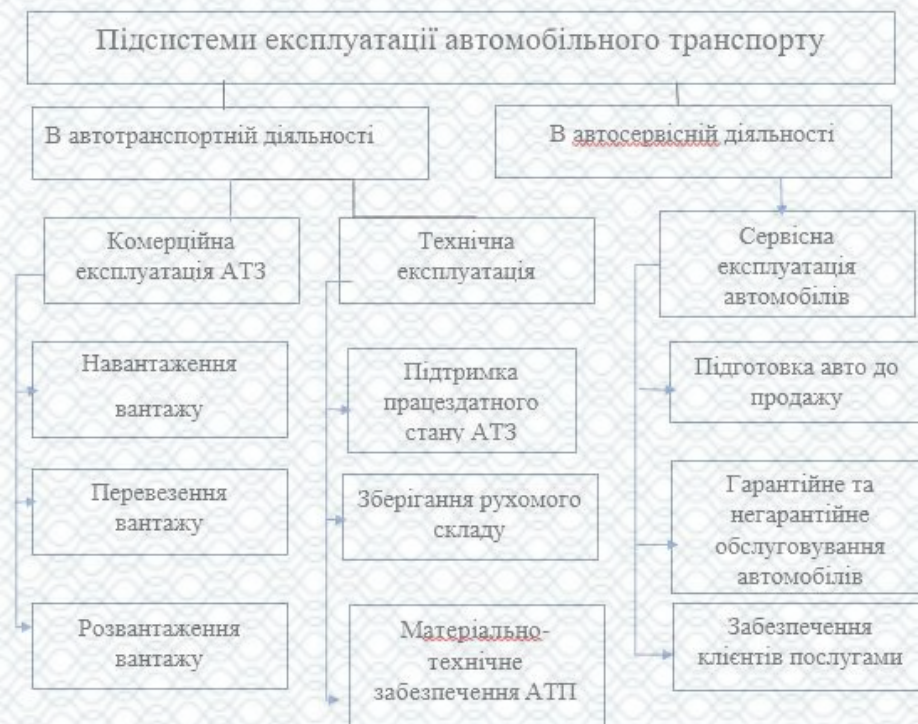 Підсистеми експлуатації автомобільного транспорту
В автотранспортній діяльності
В автосервісній діяльності
Комерційна
експлуатація АТЗ
Технічна
експлуатація
Сервісна
експлуатація
автомобілів
Навантаження
вантажу
Підтримка
працездатного
стану АТЗ
Підготовка авто до
продажу
Перевезення
вантажу
Зберігання рухомого
складу
Гарантійне та
негарантійне
обслуговування
автомобілів
Розвантаження
вантажу
Матеріально-
технічне
забезпечення АТП
Забезпечення
клієнтів послугами